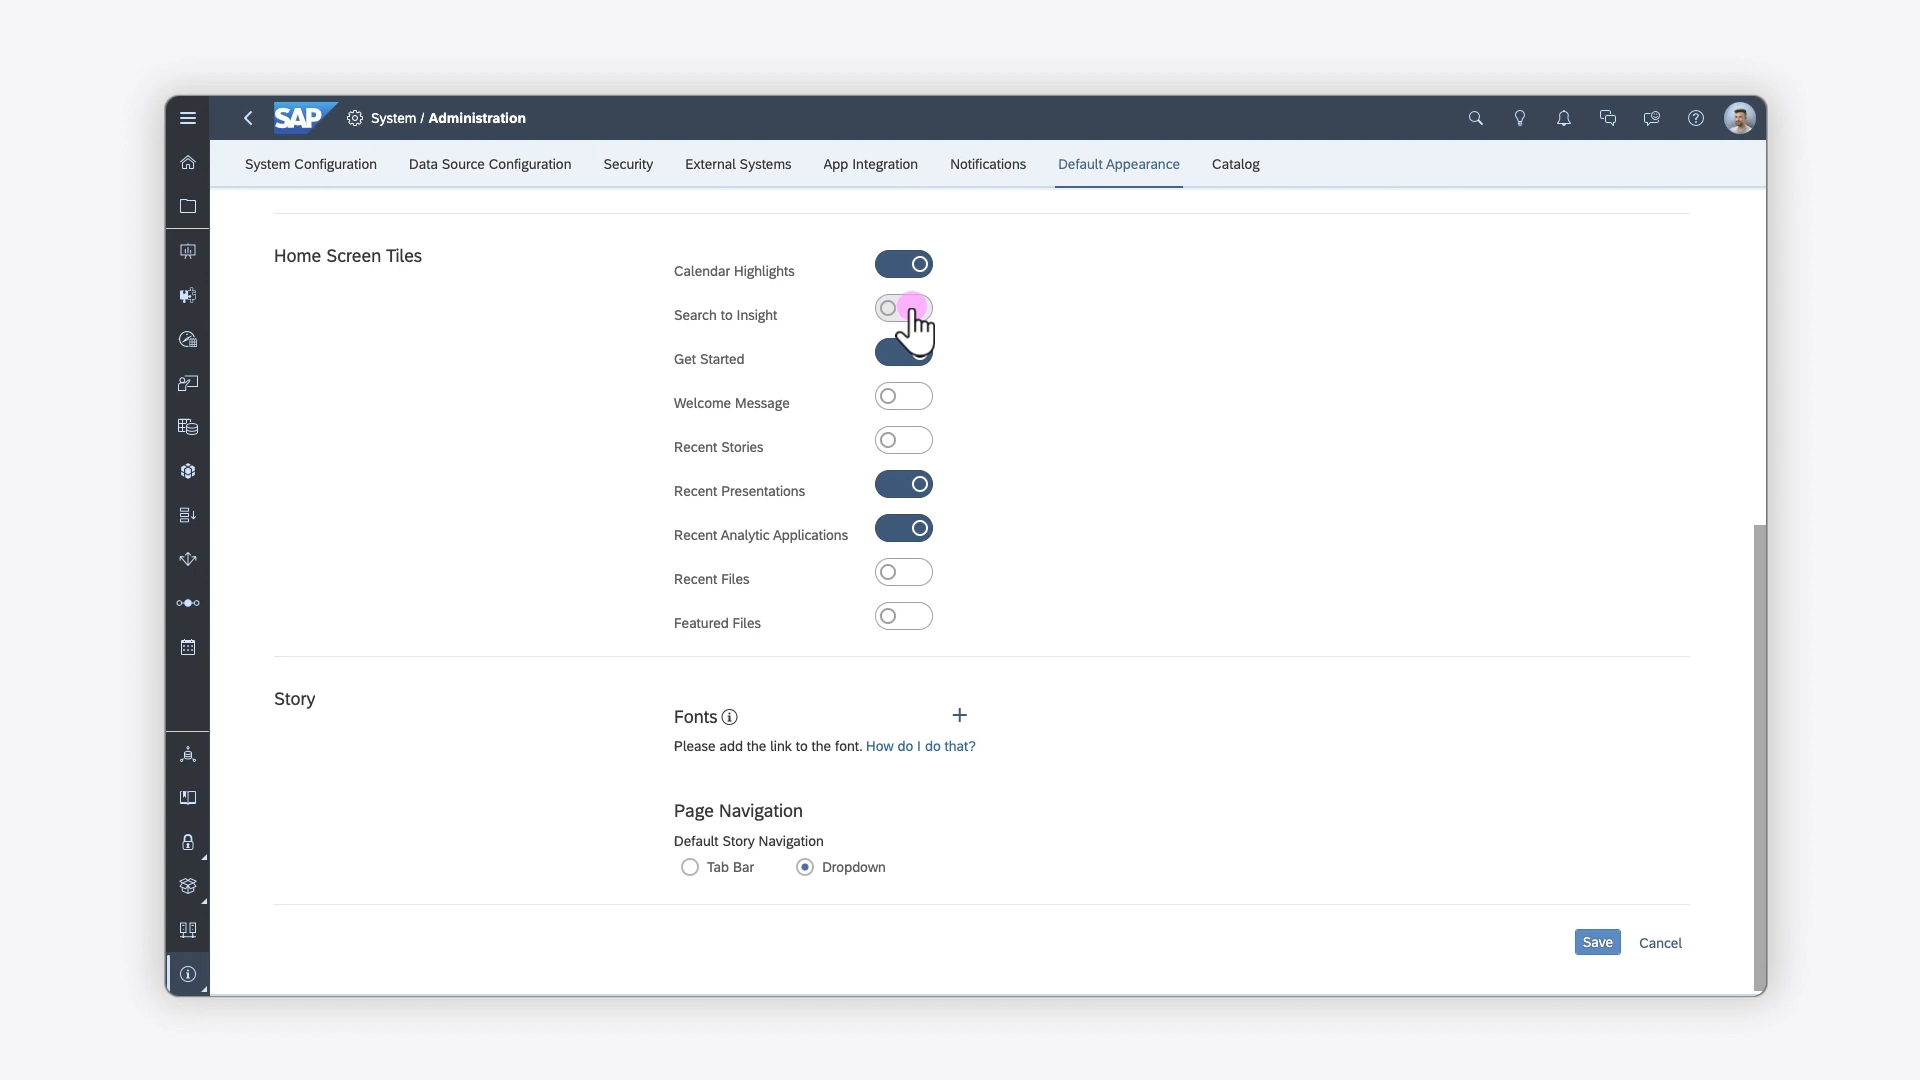 SAP System / Administration
System Configuration Data Source Configuration Security External Systems App Integration Notifications Default Appearance Catalog
Home Screen Tiles
Calendar Highlights
Search to Insight
Get Started
Welcome Message
Recent Stories
Recent Presentations
Recent Analytic Applications
Recent Files
Featured Files
Story
Fonts
Please add the link to the font. How do I do that?
Page Navigation
Default Story Navigation
Tab Bar Dropdown
Save Cancel